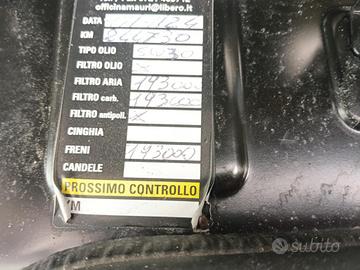 officinamauri@libero.it
DATA
KM 244730
TIPO OLIO 5W30
FILTRO OLIO X
FILTRO ARIA 193000
FILTRO carb. 193000
FILTRO antipoll. X
CINGHIA
FRENI 193000
CANDELE
PROSSIMO CONTROLLO
KM
subito